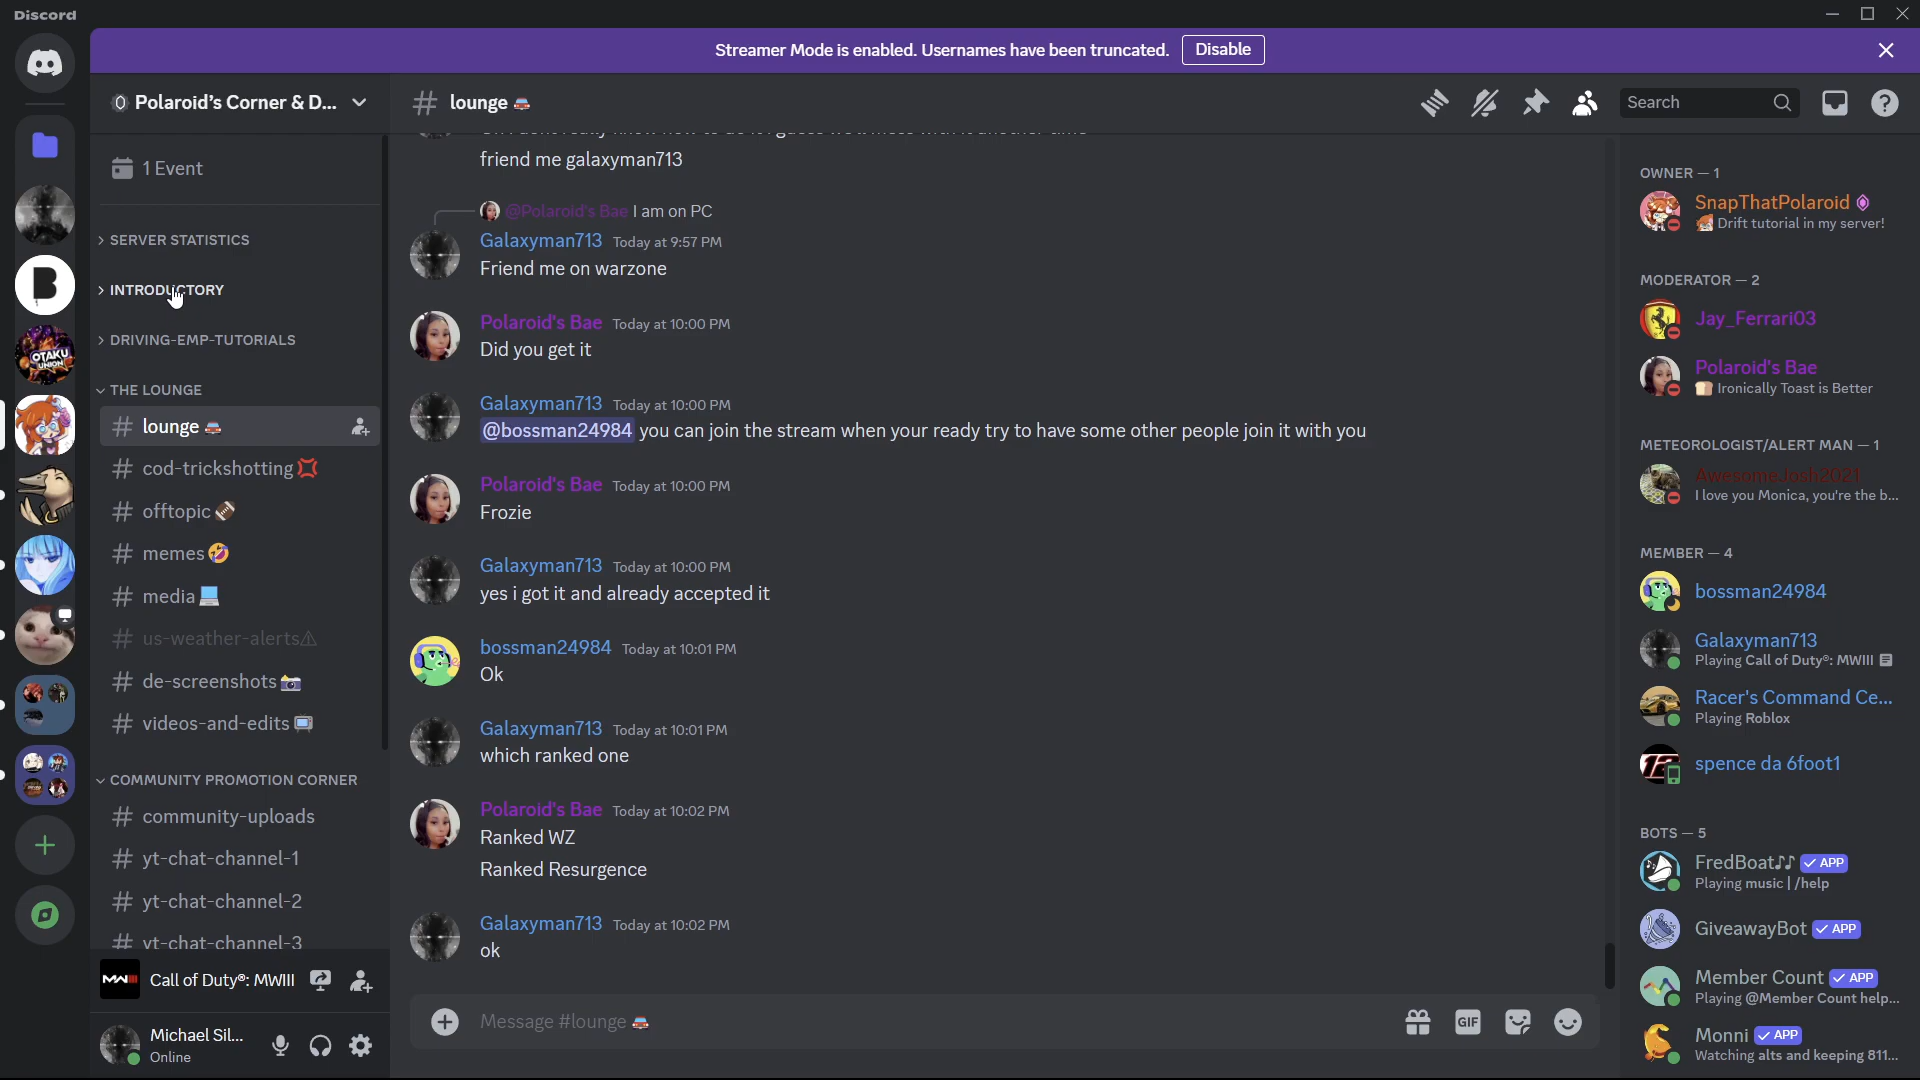 Discord
Streamer Mode is enabled. Usernames have been truncated. Disable
Polaroid's Corner & D...
1 Event
SERVER STATISTICS
INTRODUCTORY
DRIVING-EMP-TUTORIALS
THE LOUNGE
# lounge 🚘
# cod-trickshotting 💢
# offtopic 🏈
# memes 🤣
# media 💻
# us-weather-alerts ⚠
# de-screenshots 📸
# videos-and-edits 📺
COMMUNITY PROMOTION CORNER
# community-uploads
# yt-chat-channel-1
# yt-chat-channel-2
# yt-chat-channel-3
MWIII Call of Duty®: MWIII
Michael Sil...
Online
B
OTAKU
UNION
# lounge 🚘
Search
friend me galaxyman713
@Polaroid's Bae I am on PC
Galaxyman713 Today at 9:57 PM
Friend me on warzone
Polaroid's Bae Today at 10:00 PM
Did you get it
Galaxyman713 Today at 10:00 PM
@bossman24984 you can join the stream when your ready try to have some other people join it with you
Polaroid's Bae Today at 10:00 PM
Frozie
Galaxyman713 Today at 10:00 PM
yes i got it and already accepted it
bossman24984 Today at 10:01 PM
Ok
Galaxyman713 Today at 10:01 PM
which ranked one
Polaroid's Bae Today at 10:02 PM
Ranked WZ
Ranked Resurgence
Galaxyman713 Today at 10:02 PM
ok
Message #lounge 🚘
GIF
OWNER — 1
SnapThatPolaroid
Drift tutorial in my server!
MODERATOR — 2
Jay_Ferrari03
Polaroid's Bae
🍞 Ironically Toast is Better
METEOROLOGIST/ALERT MAN — 1
AwesomeJosh2021
I love you Monica, you're the b...
MEMBER — 4
bossman24984
Galaxyman713
Playing Call of Duty®: MWIII
Racer's Command Ce...
Playing Roblox
spence da 6foot1
BOTS — 5
FredBoat♪♪ ✓ APP
Playing music | /help
GiveawayBot ✓ APP
Member Count ✓ APP
Playing @Member Count help...
Monni ✓ APP
Watching alts and keeping 811...